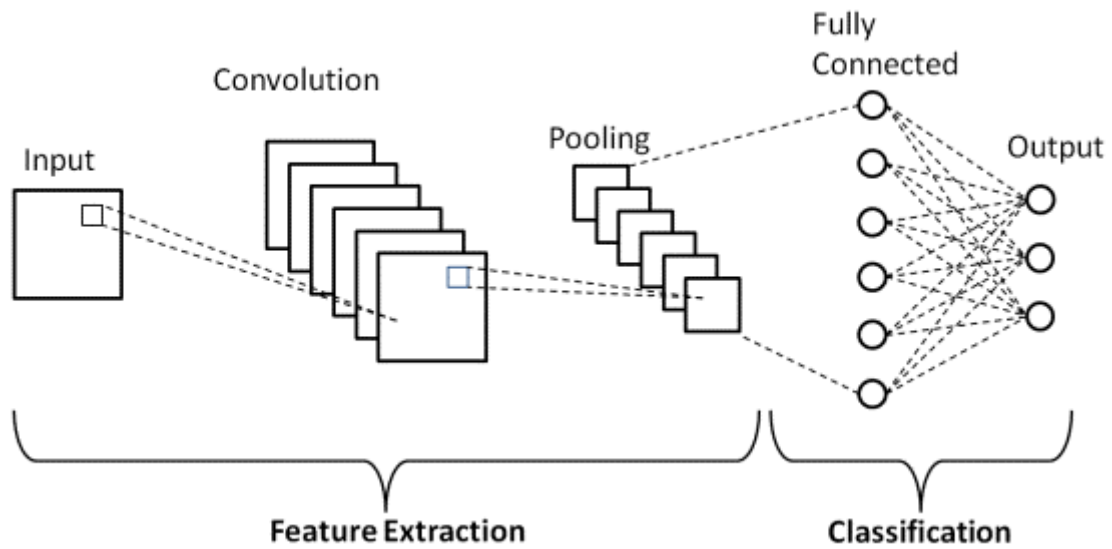 Input
Convolution
Pooling
Fully
Connected
Output
Feature Extraction
Classification